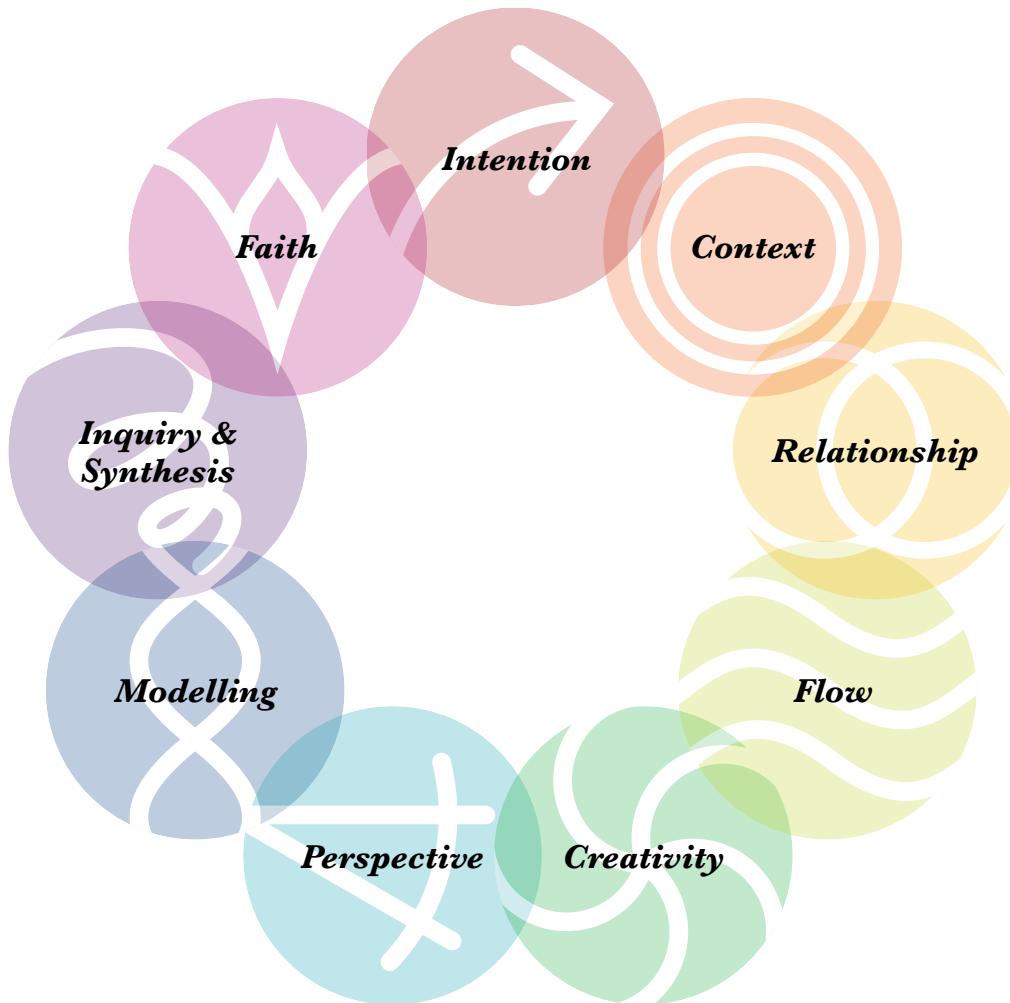 Intention
Context
Relationship
Flow
Creativity
Perspective
Modelling
Inquiry &
Synthesis
Faith